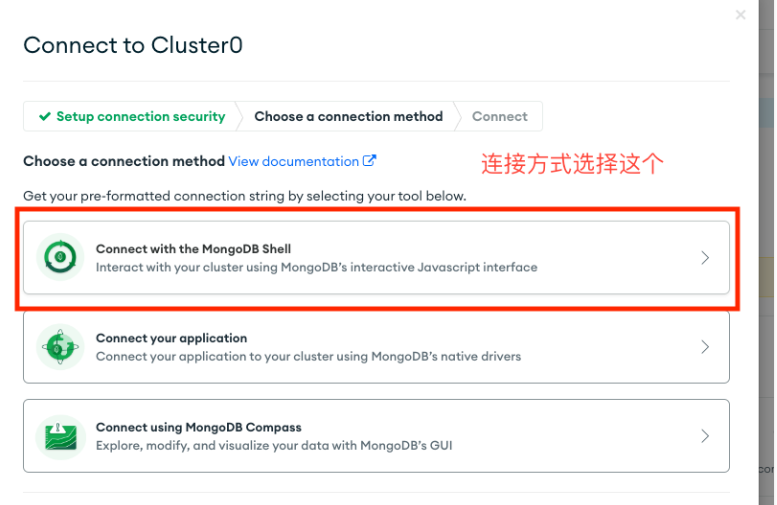 Connect to Cluster0
Setup connection security
Choose a connection method
Connect
Choose a connection method View documentation
连接方式选择这个
Get your pre-formatted connection string by selecting your tool below.
Connect with the MongoDB Shell
Interact with your cluster using MongoDB's interactive Javascript interface
Connect your application
Connect your application to your cluster using MongoDB's native drivers
Connect using MongoDB Compass
Explore, modify, and visualize your data with MongoDB's GUI